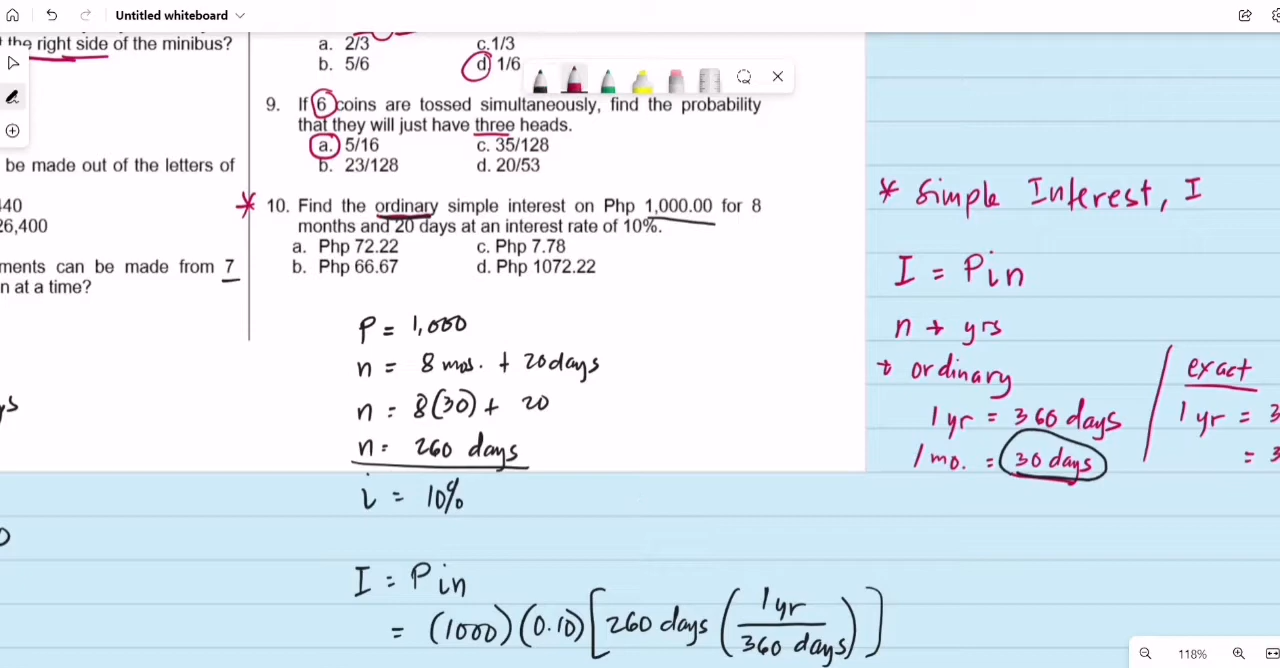 Untitled whiteboard
the right side of the minibus?
be made out of the letters of
440
26,400
ments can be made from 7
n at a time?
a. 2/3 c. 1/3
b. 5/6 d. 1/6
9. If 6 coins are tossed simultaneously, find the probability
that they will just have three heads.
a. 5/16 c. 35/128
b. 23/128 d. 20/53
* 10. Find the ordinary simple interest on Php 1,000.00 for 8
months and 20 days at an interest rate of 10%.
a. Php 72.22 c. Php 7.78
b. Php 66.67 d. Php 1072.22
P = 1,000
n = 8 mos. + 20 days
n = 8(30) + 20
n = 260 days
i = 10%
I = Pin
= (1000)(0.10)[260 days (1 yr / 360 days)]
* Simple Interest, I
I = Pin
n → yrs
→ ordinary
1 yr = 360 days
1 mo. = 30 days
exact
1 yr = 3
= 3
118%